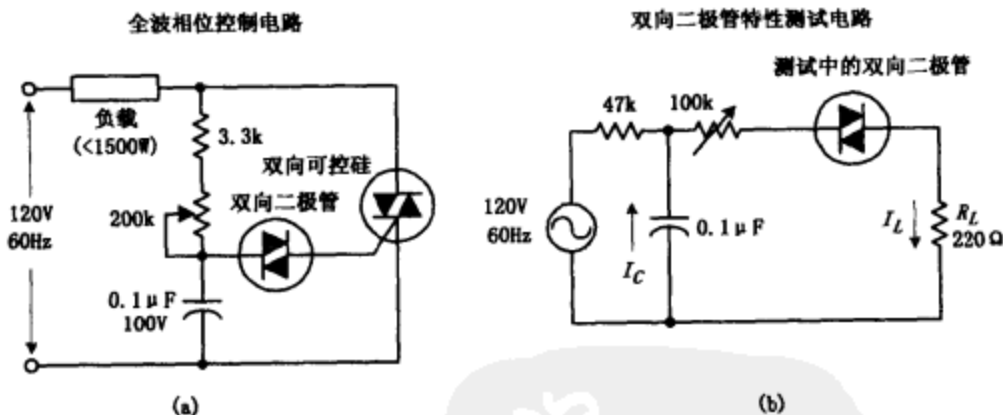 全波相位控制电路
负载
(<1500W)
3.3k
双向可控硅
双向二极管
120V
60Hz
200k
0.1μF
100V
(a)
双向二极管特性测试电路
测试中的双向二极管
47k
100k
120V
60Hz
0.1μF
I_C
I_L
R_L
220Ω
(b)